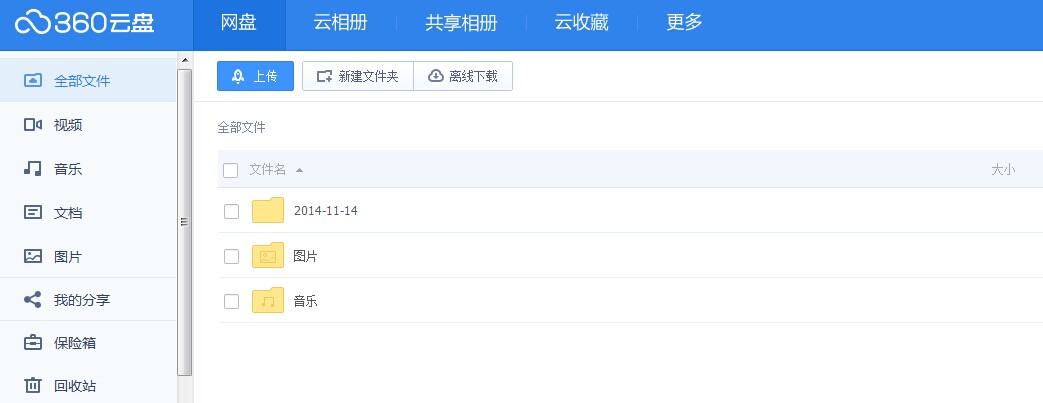 360云盘 网盘 云相册 共享相册 云收藏 更多
全部文件
视频
音乐
文档
图片
我的分享
保险箱
回收站
上传 新建文件夹 离线下载
全部文件
文件名 大小
2014-11-14
图片
音乐